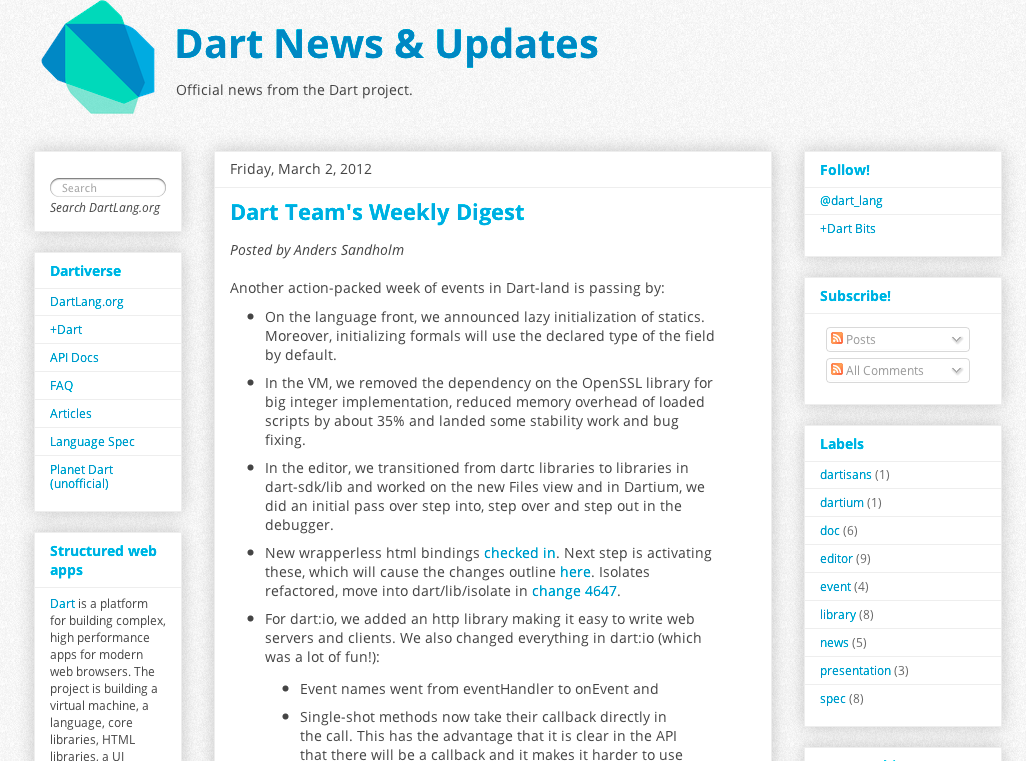 Dart News & Updates
Official news from the Dart project.
Search
Search DartLang.org
Dartiverse
DartLang.org
+Dart
API Docs
FAQ
Articles
Language Spec
Planet Dart
(unofficial)
Structured web
apps
Dart is a platform
for building complex,
high performance
apps for modern
web browsers. The
project is building a
virtual machine, a
language, core
libraries, HTML
libraries, a UI
Friday, March 2, 2012
Dart Team's Weekly Digest
Posted by Anders Sandholm
Another action-packed week of events in Dart-land is passing by:
On the language front, we announced lazy initialization of statics.
Moreover, initializing formals will use the declared type of the field
by default.
In the VM, we removed the dependency on the OpenSSL library for
big integer implementation, reduced memory overhead of loaded
scripts by about 35% and landed some stability work and bug
fixing.
In the editor, we transitioned from dartc libraries to libraries in
dart-sdk/lib and worked on the new Files view and in Dartium, we
did an initial pass over step into, step over and step out in the
debugger.
New wrapperless html bindings checked in. Next step is activating
these, which will cause the changes outline here. Isolates
refactored, move into dart/lib/isolate in change 4647.
For dart:io, we added an http library making it easy to write web
servers and clients. We also changed everything in dart:io (which
was a lot of fun!):
Event names went from eventHandler to onEvent and
Single-shot methods now take their callback directly in
the call. This has the advantage that it is clear in the API
that there will be a callback and it makes it harder to use
Follow!
@dart_lang
+Dart Bits
Subscribe!
Posts
All Comments
Labels
dartisans (1)
dartium (1)
doc (6)
editor (9)
event (4)
library (8)
news (5)
presentation (3)
spec (8)